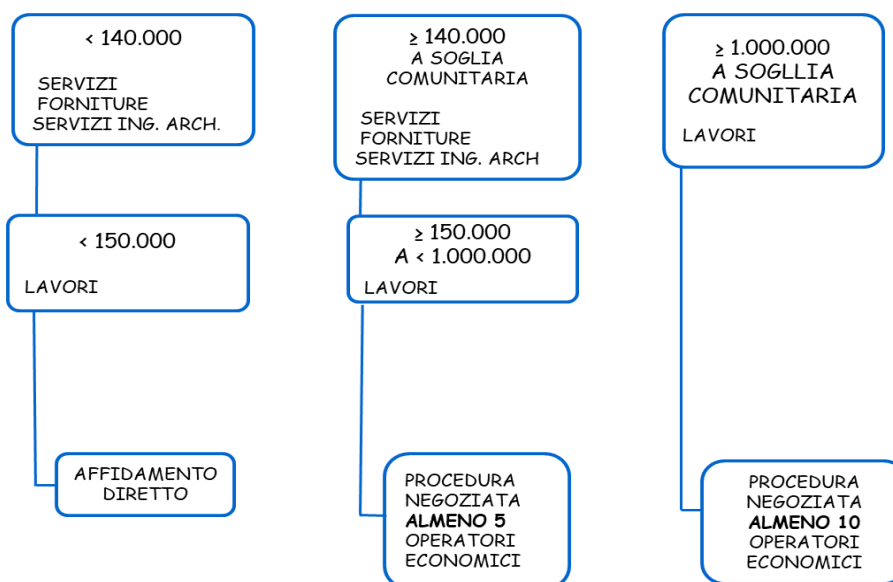 < 140.000
SERVIZI
FORNITURE
SERVIZI ING. ARCH.
< 150.000
LAVORI
AFFIDAMENTO
DIRETTO
≥ 140.000
A SOGLIA
COMUNITARIA
SERVIZI
FORNITURE
SERVIZI ING. ARCH
≥ 150.000
A < 1.000.000
LAVORI
PROCEDURA
NEGOZIATA
ALMENO 5
OPERATORI
ECONOMICI
≥ 1.000.000
A SOGLLIA
COMUNITARIA
LAVORI
PROCEDURA
NEGOZIATA
ALMENO 10
OPERATORI
ECONOMICI